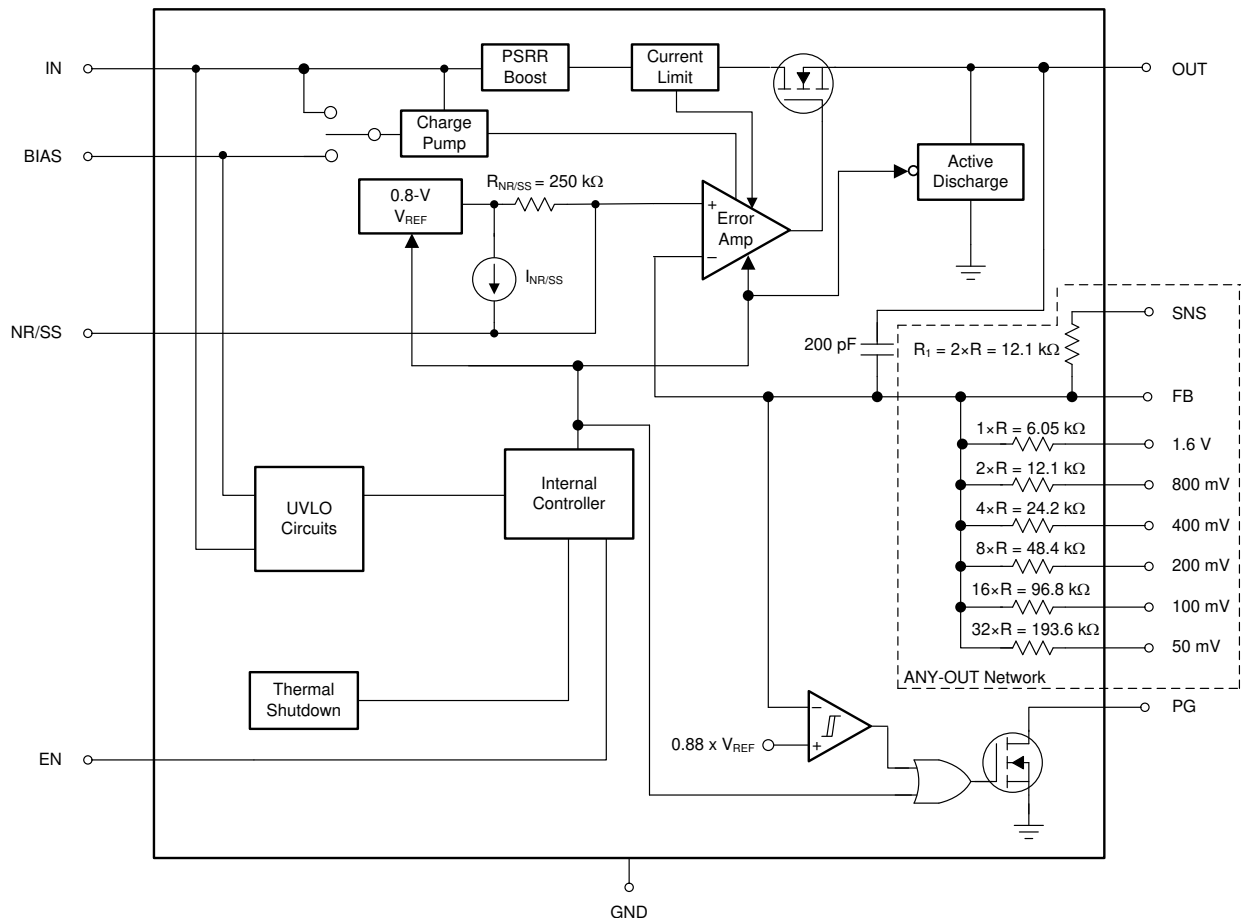 IN
PSRR
Boost
Current
Limit
OUT
Charge
Pump
BIAS
Active
Discharge
0.8-V
VREF
RNR/SS = 250 kΩ
+
Error
Amp
−
INR/SS
NR/SS
SNS
200 pF
R1 = 2×R = 12.1 kΩ
FB
1×R = 6.05 kΩ
1.6 V
2×R = 12.1 kΩ
800 mV
4×R = 24.2 kΩ
400 mV
8×R = 48.4 kΩ
200 mV
16×R = 96.8 kΩ
100 mV
32×R = 193.6 kΩ
50 mV
ANY-OUT Network
UVLO
Circuits
Internal
Controller
Thermal
Shutdown
PG
−
0.88 x VREF
+
EN
GND